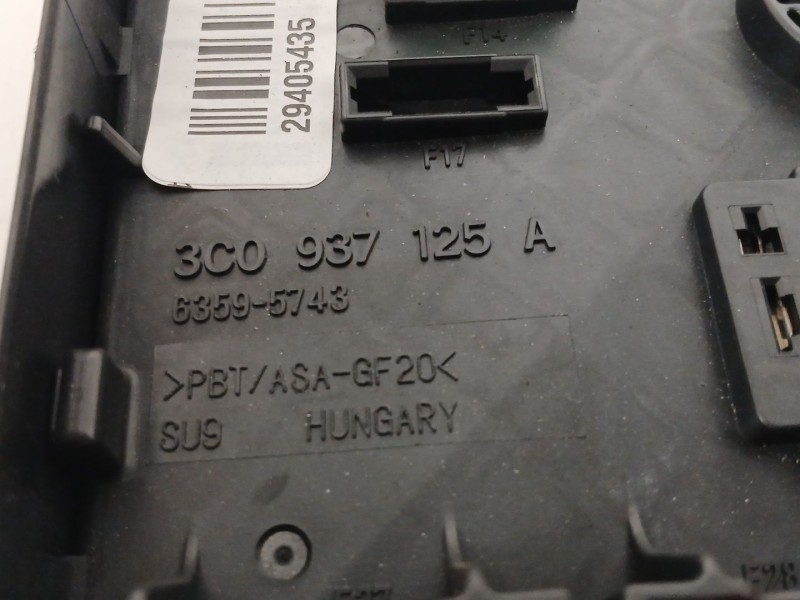 29405435
F14
F17
3C0 937 125 A
6359-5743
>PBT/ASA-GF20<
SU9 HUNGARY